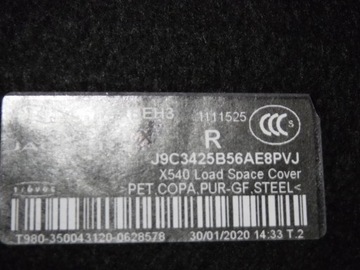 EH3 1111525
R
J9C3425B56AE8PVJ
X540 Load Space Cover
>PET,COPA,PUR-GF,STEEL<
T980-350043120-0628578 30/01/2020 14:33 T.2